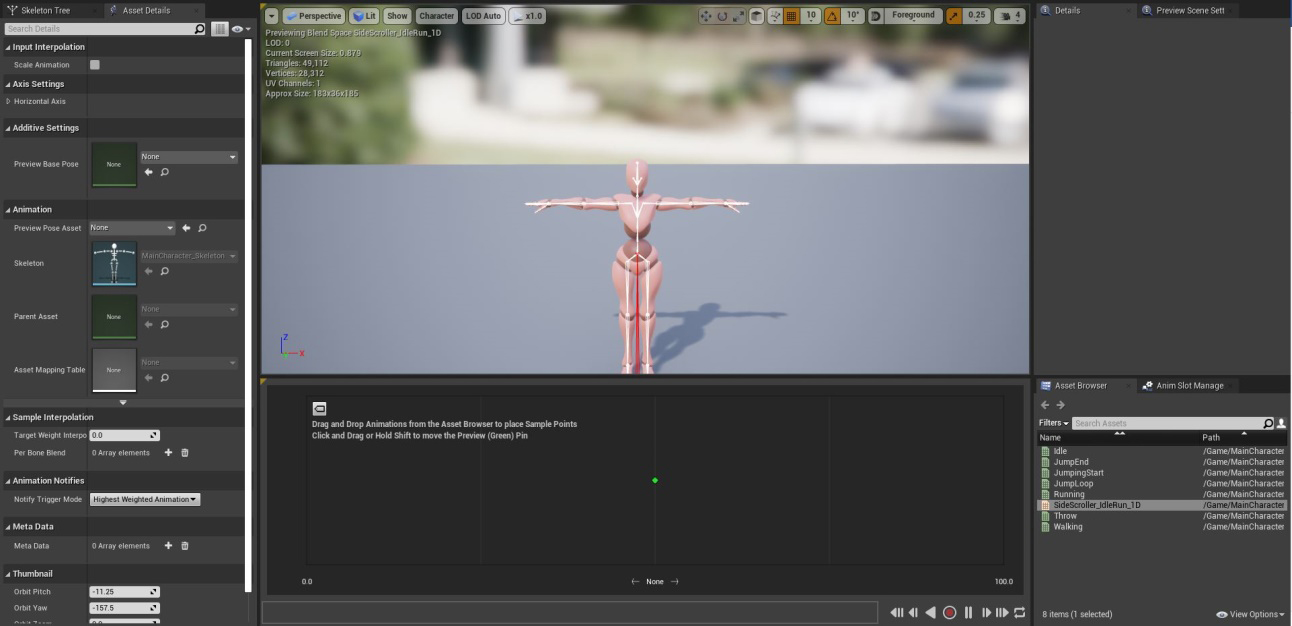 Skeleton Tree
Asset Details
Search Details
Input Interpolation
Scale Animation
Axis Settings
Horizontal Axis
Additive Settings
Preview Base Pose
None
None
Animation
Preview Pose Asset
None
Skeleton
MainCharacter_Skeleton
Parent Asset
None
None
Asset Mapping Table
None
None
Sample Interpolation
Target Weight Interpo
0.0
Per Bone Blend
0 Array elements
Animation Notifies
Notify Trigger Mode
Highest Weighted Animation
Meta Data
Meta Data
0 Array elements
Thumbnail
Orbit Pitch
-11.25
Orbit Yaw
-157.5
Orbit Zoom
0.0
Perspective
Lit
Show
Character
LOD Auto
x1.0
10
10°
Foreground
0.25
4
Previewing Blend Space SideScroller_IdleRun_1D
LOD: 0
Current Screen Size: 0.879
Triangles: 49,112
Vertices: 28,312
UV Channels: 1
Approx Size: 183x36x185
Z
X
Drag and Drop Animations from the Asset Browser to place Sample Points
Click and Drag or Hold Shift to move the Preview (Green) Pin
0.0
None
100.0
Details
Preview Scene Sett
Asset Browser
Anim Slot Manage
Filters
Search Assets
Name Path
Idle /Game/MainCharacter
JumpEnd /Game/MainCharacter
JumpingStart /Game/MainCharacter
JumpLoop /Game/MainCharacter
Running /Game/MainCharacter
SideScroller_IdleRun_1D /Game/MainCharacter
Throw /Game/MainCharacter
Walking /Game/MainCharacter
8 items (1 selected)
View Options